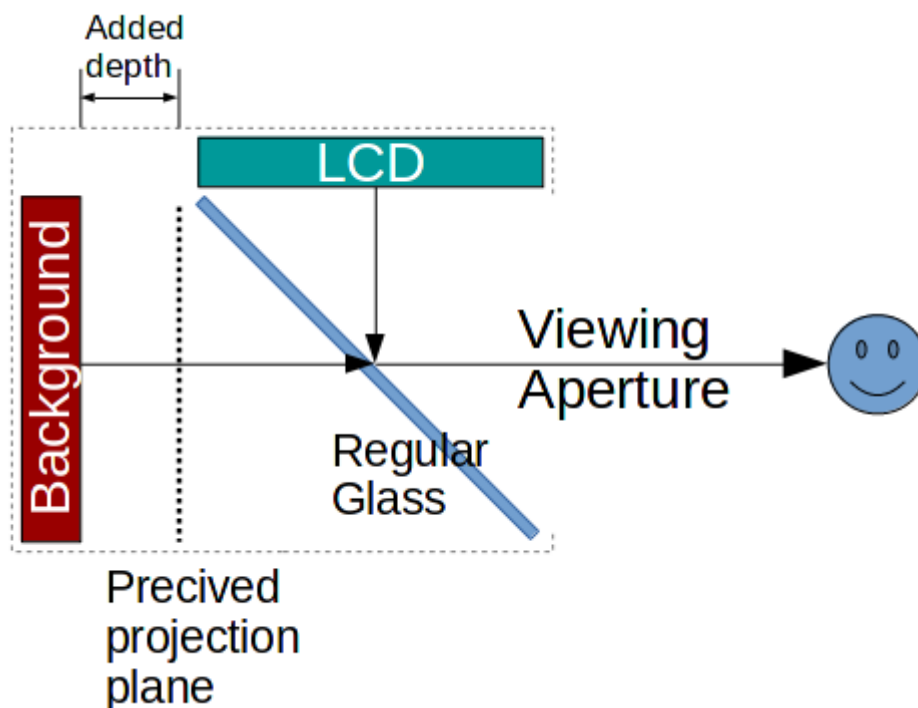 Added
depth
LCD
Background
Viewing
Aperture
Regular
Glass
Precived
projection
plane